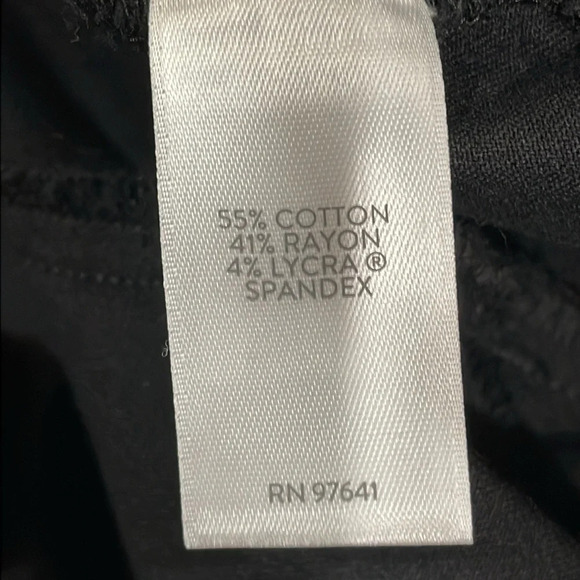 55% COTTON
41% RAYON
4% LYCRA ®
SPANDEX
RN 97641